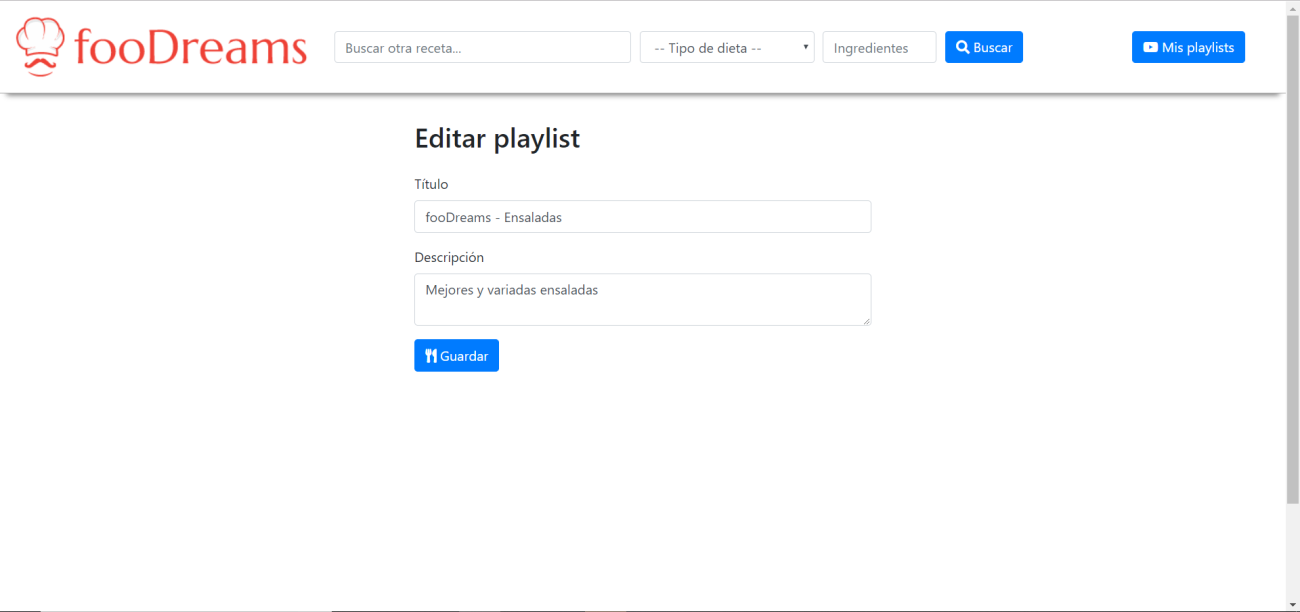 fooDreams
Buscar otra receta... -- Tipo de dieta -- Ingredientes Buscar Mis playlists
Editar playlist
Título
fooDreams - Ensaladas
Descripción
Mejores y variadas ensaladas
Guardar